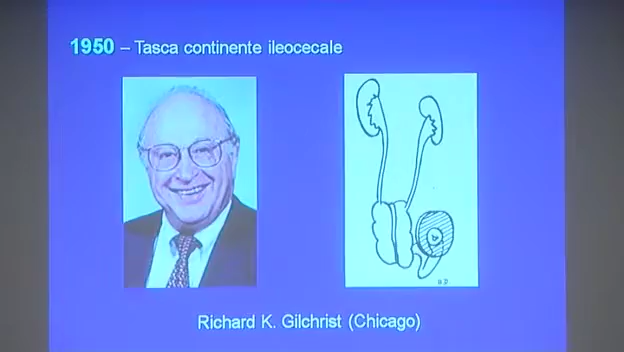 1950 – Tasca continente ileocecale
Richard K. Gilchrist (Chicago)